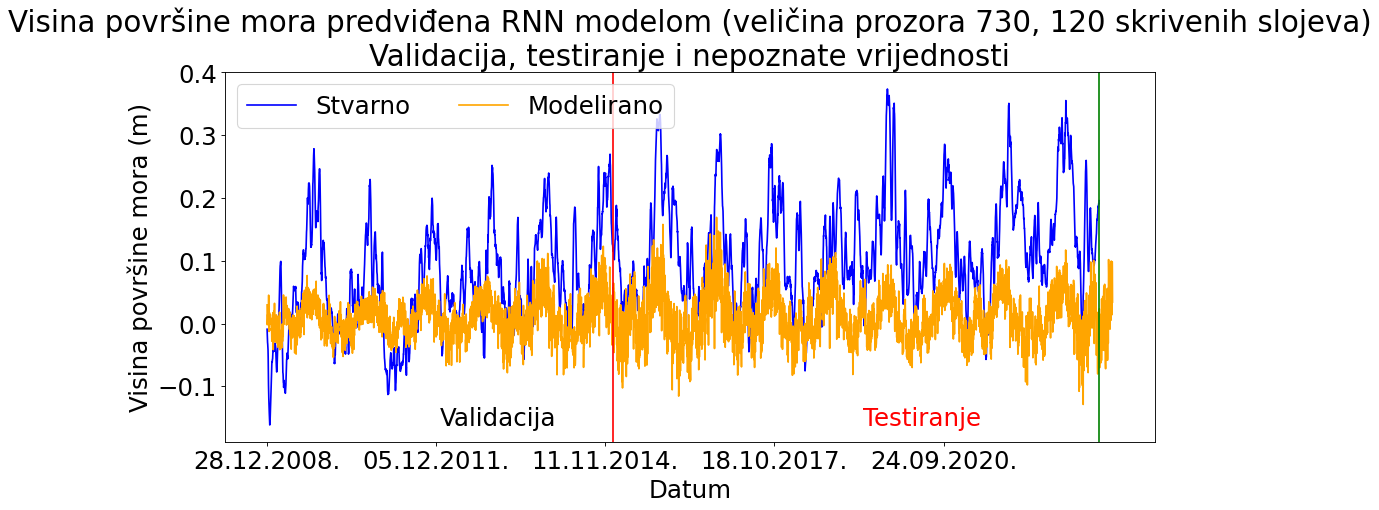 Visina površine mora predviđena RNN modelom (veličina prozora 730, 120 skrivenih slojeva)
Validacija, testiranje i nepoznate vrijednosti
Stvarno
Modelirano
Visina površine mora (m)
0.4
0.3
0.2
0.1
0.0
−0.1
Validacija
Testiranje
28.12.2008.
05.12.2011.
11.11.2014.
18.10.2017.
24.09.2020.
Datum